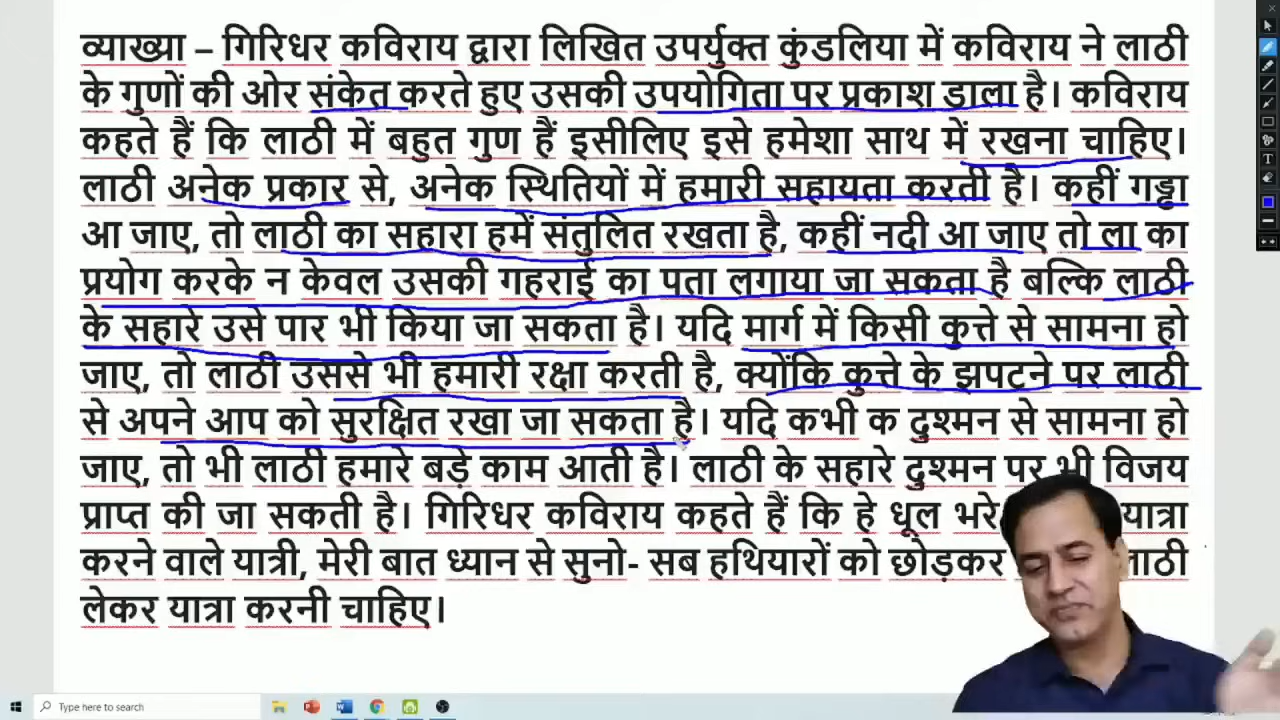 व्याख्या – गिरिधर कविराय द्वारा लिखित उपर्युक्त कुंडलिया में कविराय ने लाठी
के गुणों की ओर संकेत करते हुए उसकी उपयोगिता पर प्रकाश डाला है। कविराय
कहते हैं कि लाठी में बहुत गुण हैं इसीलिए इसे हमेशा साथ में रखना चाहिए।
लाठी अनेक प्रकार से, अनेक स्थितियों में हमारी सहायता करती है। कहीं गड्ढा
आ जाए, तो लाठी का सहारा हमें संतुलित रखता है, कहीं नदी आ जाए तो ला का
प्रयोग करके न केवल उसकी गहराई का पता लगाया जा सकता है बल्कि लाठी
के सहारे उसे पार भी किया जा सकता है। यदि मार्ग में किसी कुत्ते से सामना हो
जाए, तो लाठी उससे भी हमारी रक्षा करती है, क्योंकि कुत्ते के झपटने पर लाठी
से अपने आप को सुरक्षित रखा जा सकता है। यदि कभी क दुश्मन से सामना हो
जाए, तो भी लाठी हमारे बड़े काम आती है। लाठी के सहारे दुश्मन पर भी विजय
प्राप्त की जा सकती है। गिरिधर कविराय कहते हैं कि हे धूल भरे यात्रा
करने वाले यात्री, मेरी बात ध्यान से सुनो- सब हथियारों को छोड़कर लाठी
लेकर यात्रा करनी चाहिए।
Type here to search